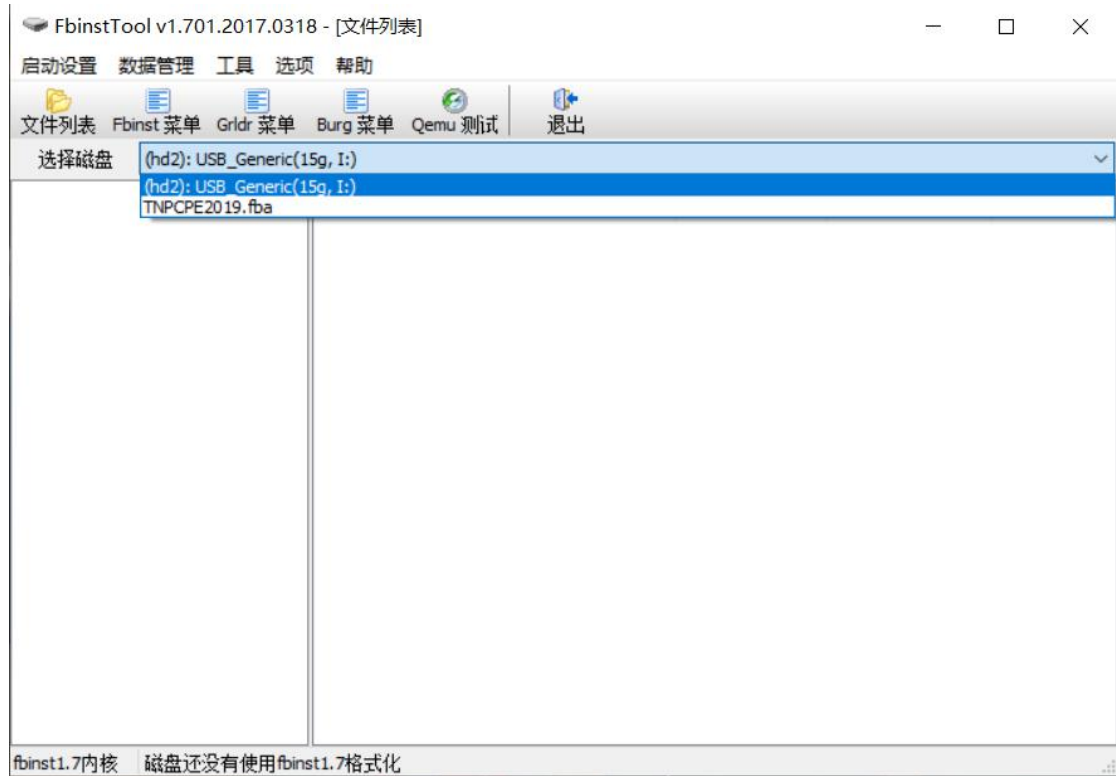 FbinstTool v1.701.2017.0318 - [文件列表]
启动设置 数据管理 工具 选项 帮助
文件列表 Fbinst 菜单 Grldr 菜单 Burg 菜单 Qemu 测试 退出
选择磁盘 (hd2): USB_Generic(15g, I:)
(hd2): USB_Generic(15g, I:)
TNPCPE2019.fba
fbinst1.7内核 磁盘还没有使用fbinst1.7格式化